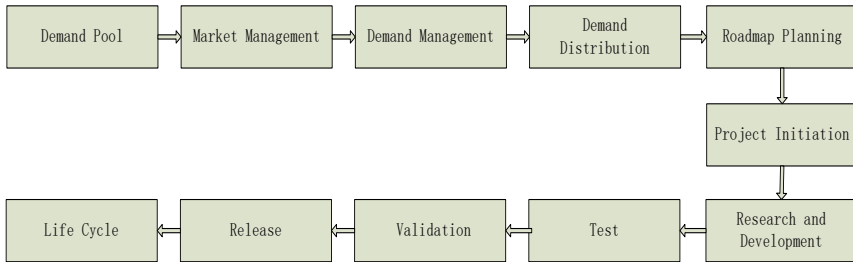 Demand Pool
Market Management
Demand Management
Demand
Distribution
Roadmap Planning
Project Initiation
Research and
Development
Test
Validation
Release
Life Cycle